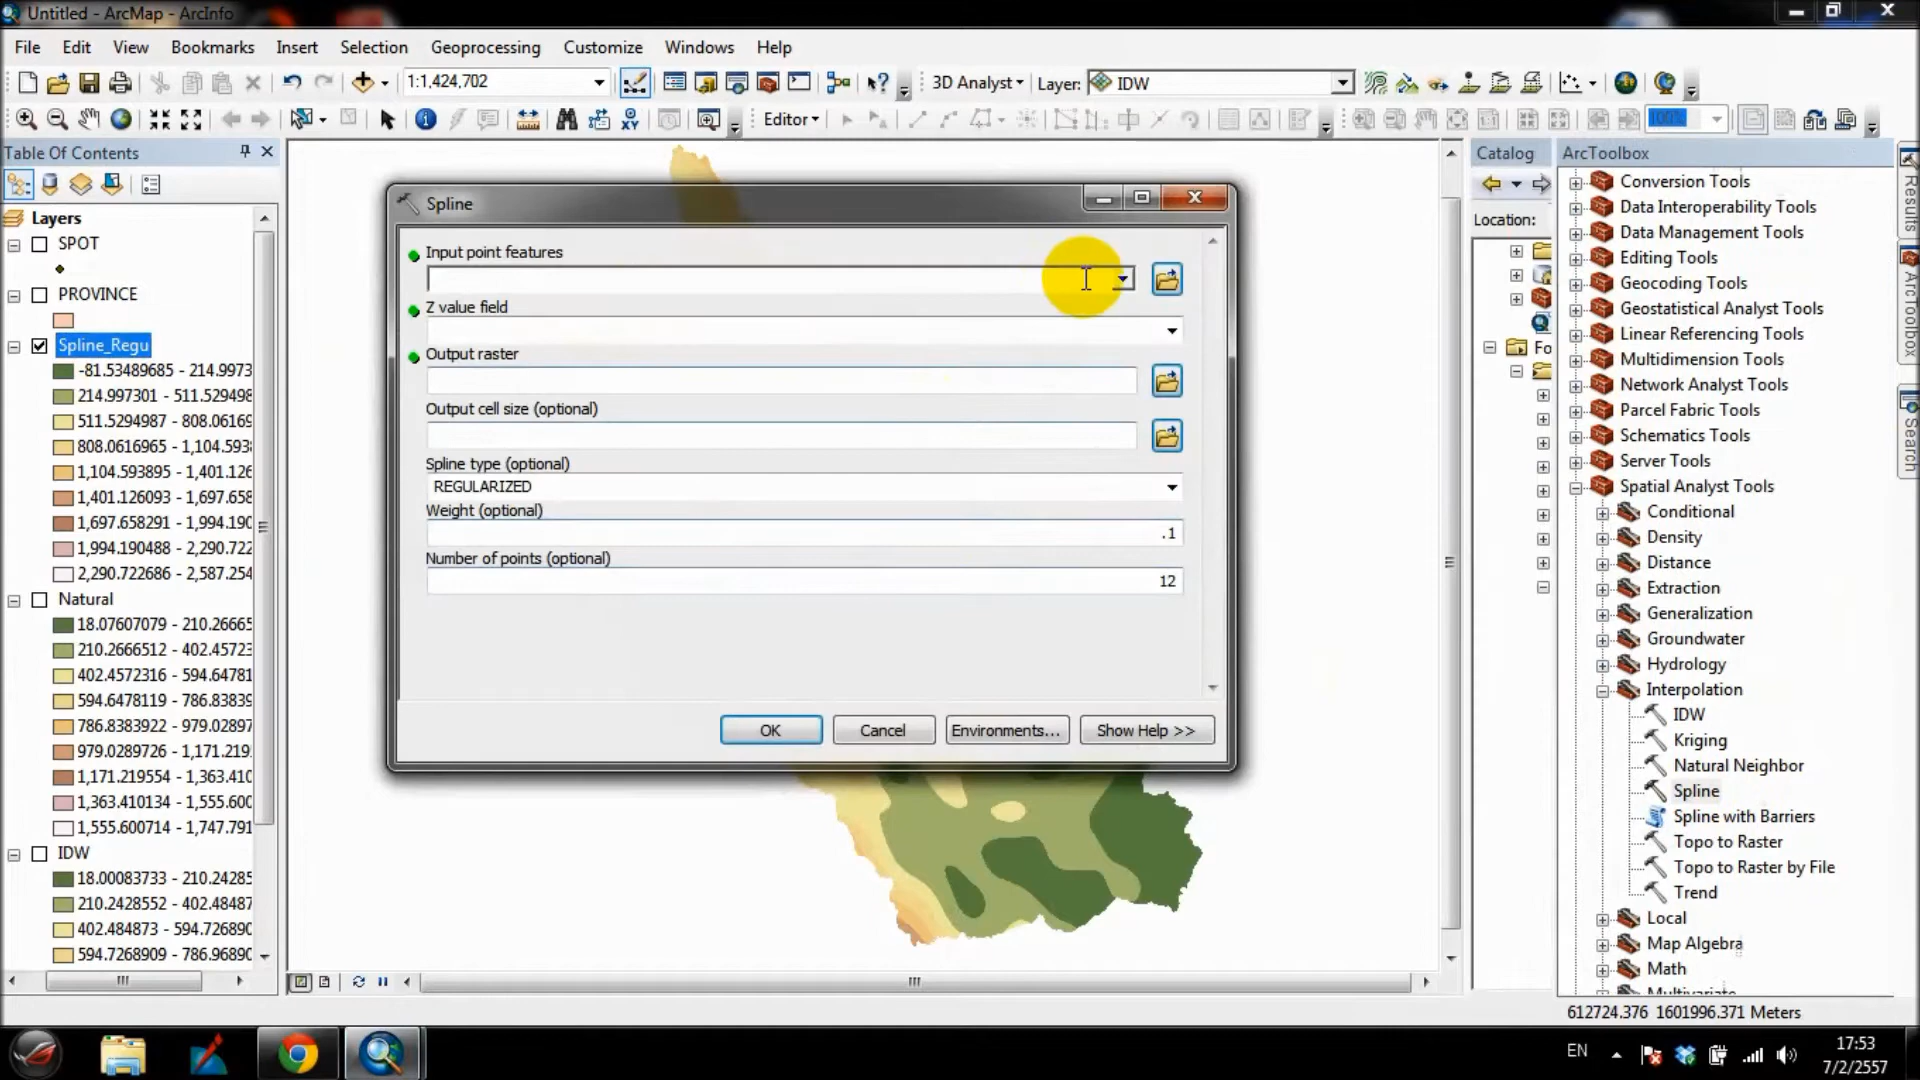 Untitled - ArcMap - ArcInfo
File Edit View Bookmarks Insert Selection Geoprocessing Customize Windows Help
1:1,424,702
3D Analyst Layer: IDW
Editor
100%
Table Of Contents
Layers
SPOT
PROVINCE
Spline_Regu
-81.53489685 - 214.9973
214.997301 - 511.529498
511.5294987 - 808.06169
808.0616965 - 1,104.5938
1,104.593895 - 1,401.126
1,401.126093 - 1,697.658
1,697.658291 - 1,994.190
1,994.190488 - 2,290.722
2,290.722686 - 2,587.254
Natural
18.07607079 - 210.26665
210.2666512 - 402.45723
402.4572316 - 594.64781
594.6478119 - 786.83839
786.8383922 - 979.02897
979.0289726 - 1,171.219
1,171.219554 - 1,363.410
1,363.410134 - 1,555.600
1,555.600714 - 1,747.791
IDW
18.00083733 - 210.24285
210.2428552 - 402.48487
402.484873 - 594.726890
594.7268909 - 786.96890
Spline
Input point features
Z value field
Output raster
Output cell size (optional)
Spline type (optional)
REGULARIZED
Weight (optional)
.1
Number of points (optional)
12
OK Cancel Environments... Show Help >>
Catalog
Location:
Fo
ArcToolbox
Conversion Tools
Data Interoperability Tools
Data Management Tools
Editing Tools
Geocoding Tools
Geostatistical Analyst Tools
Linear Referencing Tools
Multidimension Tools
Network Analyst Tools
Parcel Fabric Tools
Schematics Tools
Server Tools
Spatial Analyst Tools
Conditional
Density
Distance
Extraction
Generalization
Groundwater
Hydrology
Interpolation
IDW
Kriging
Natural Neighbor
Spline
Spline with Barriers
Topo to Raster
Topo to Raster by File
Trend
Local
Map Algebra
Math
Multivariate
Results
ArcToolbox
Search
612724.376 1601996.371 Meters
EN
17:53
7/2/2557